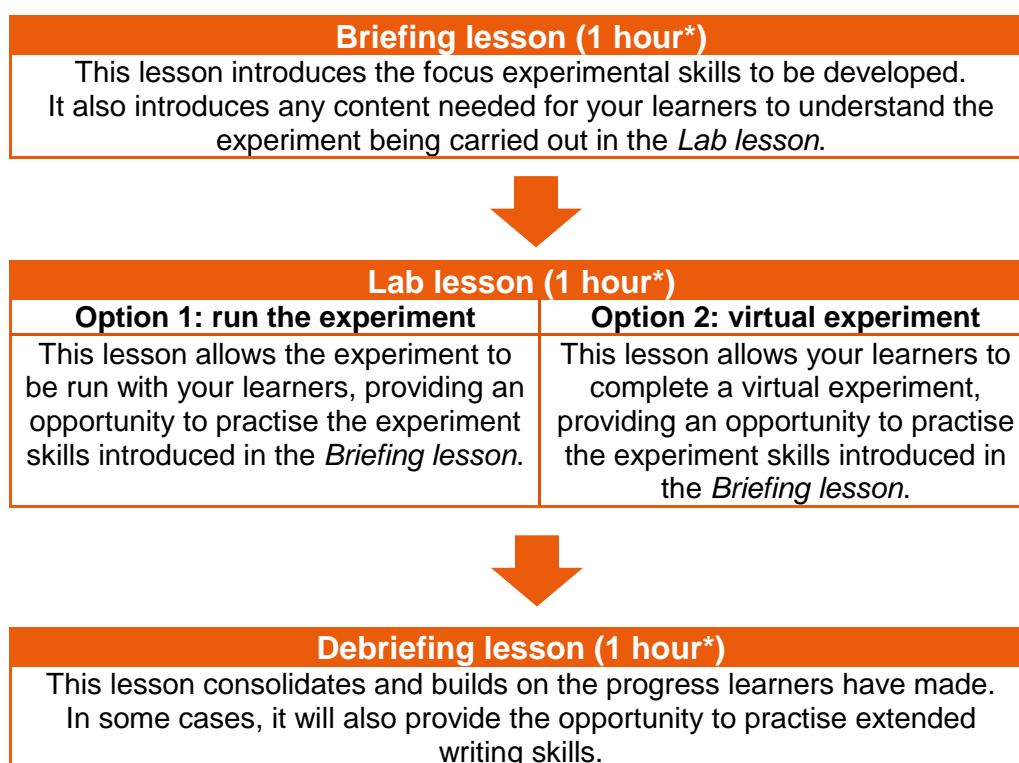 Briefing lesson (1 hour*)
This lesson introduces the focus experimental skills to be developed.
It also introduces any content needed for your learners to understand the
experiment being carried out in the Lab lesson.
Lab lesson (1 hour*)
Option 1: run the experiment
This lesson allows the experiment to
be run with your learners, providing an
opportunity to practise the experiment
skills introduced in the Briefing lesson.
Option 2: virtual experiment
This lesson allows your learners to
complete a virtual experiment,
providing an opportunity to practise
the experiment skills introduced in
the Briefing lesson.
Debriefing lesson (1 hour*)
This lesson consolidates and builds on the progress learners have made.
In some cases, it will also provide the opportunity to practise extended
writing skills.